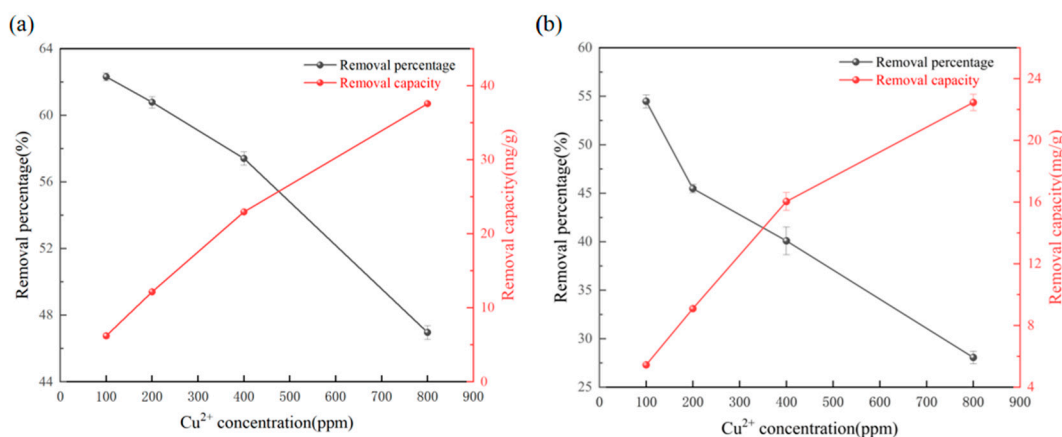 (a)
Removal percentage(%)
64
60
56
52
48
44
Removal percentage
Removal capacity
40
30
20
10
0
Removal capacity(mg/g)
0 100 200 300 400 500 600 700 800 900
Cu2+ concentration(ppm)
(b)
Removal percentage(%)
60
55
50
45
40
35
30
25
Removal percentage
Removal capacity
24
20
16
12
8
4
Removal capacity(mg/g)
0 100 200 300 400 500 600 700 800 900
Cu2+ concentration(ppm)